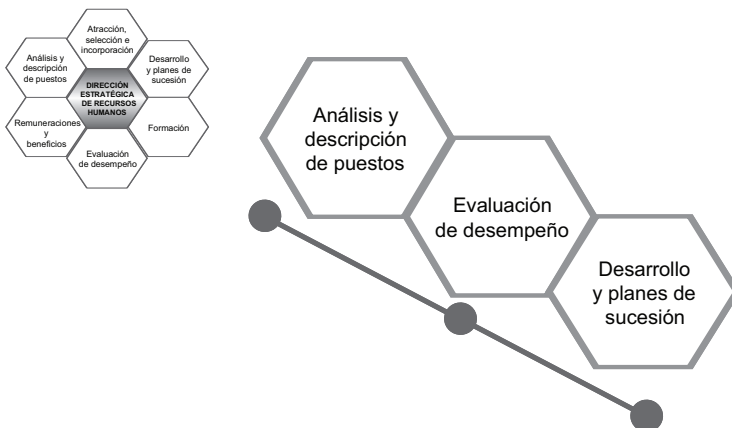 Atracción,
selección e
incorporación
Análisis y
descripción
de puestos
Desarrollo
y planes de
sucesión
DIRECCIÓN
ESTRATÉGICA
DE RECURSOS
HUMANOS
Remuneraciones
y
beneficios
Formación
Evaluación
de desempeño
Análisis y
descripción
de puestos
Evaluación
de desempeño
Desarrollo
y planes de
sucesión